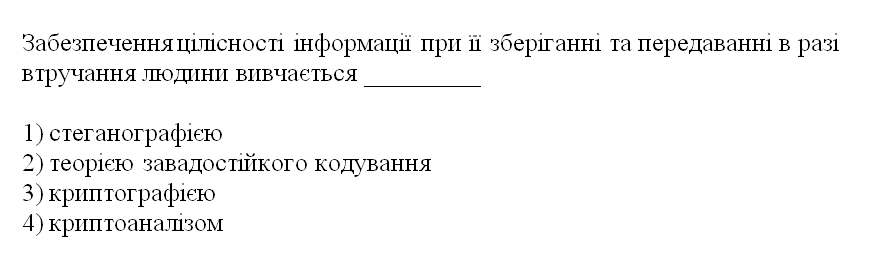 Забезпечення цілісності інформації при її зберіганні та передаванні в разі
втручання людини вивчається __________
1) стеганографією
2) теорією завадостійкого кодування
3) криптографією
4) криптоаналізом